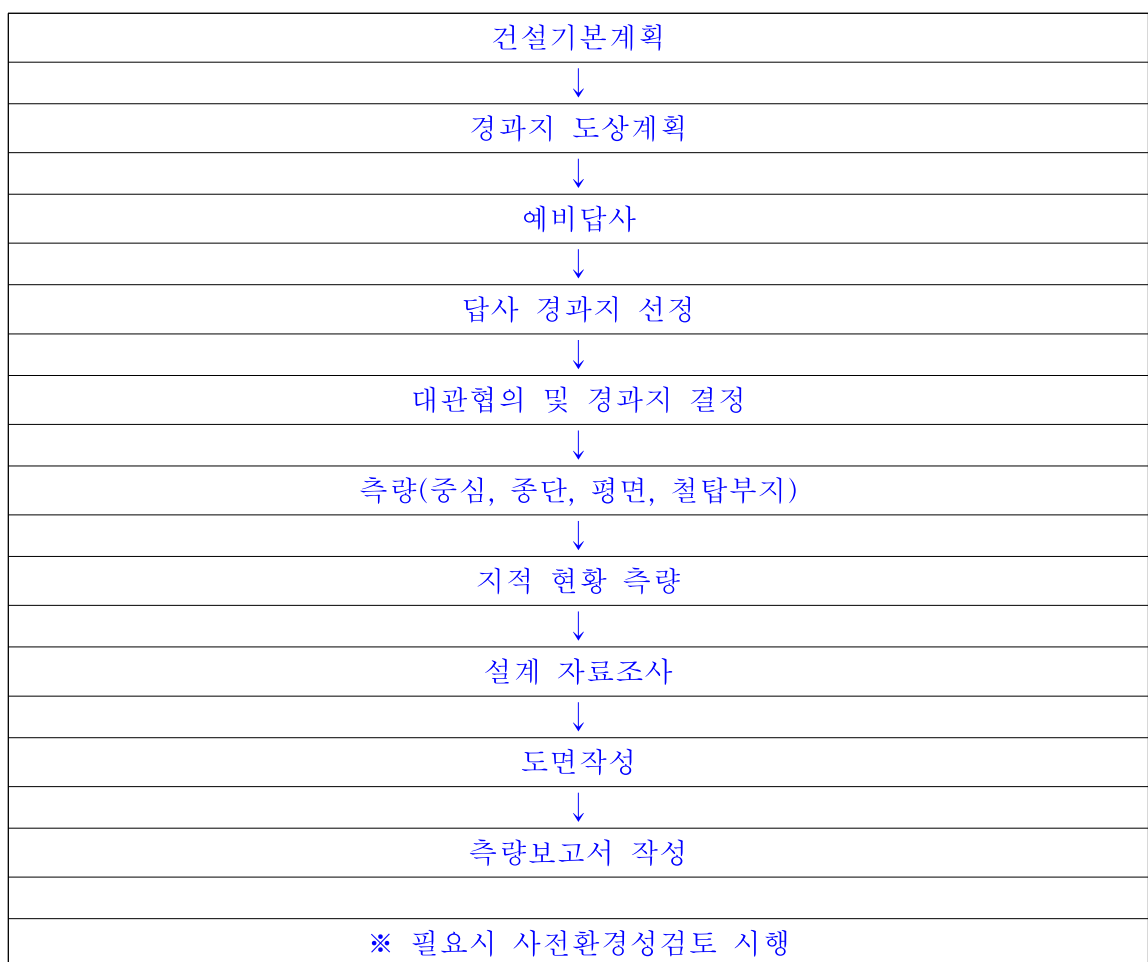 건설기본계획
↓
경과지 도상계획
↓
예비답사
↓
답사 경과지 선정
↓
대관협의 및 경과지 결정
↓
측량(중심, 종단, 평면, 철탑부지)
↓
지적 현황 측량
↓
설계 자료조사
↓
도면작성
↓
측량보고서 작성
※ 필요시 사전환경성검토 시행